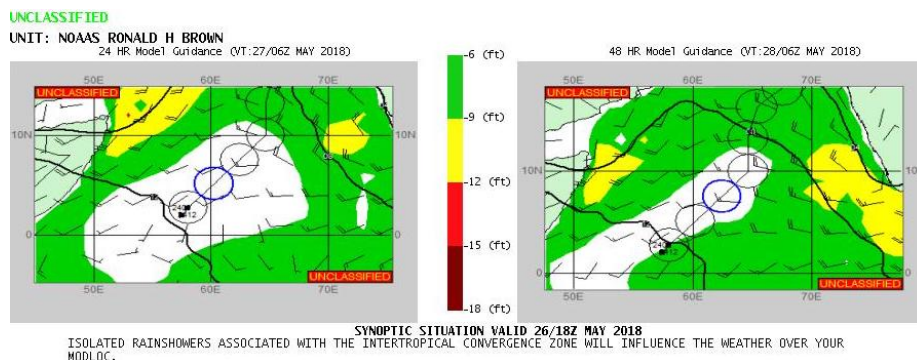 UNCLASSIFIED
UNIT: NOAAS RONALD H BROWN
24 HR Model Guidance (VT:27/06Z MAY 2018)
48 HR Model Guidance (VT:28/06Z MAY 2018)
50E 60E 70E
UNCLASSIFIED
10N 10N
0 0
UNCLASSIFIED
50E 60E 70E
-6 (ft)
-9 (ft)
-12 (ft)
-15 (ft)
-18 (ft)
50E 60E 70E
UNCLASSIFIED
10N 10N
0 0
UNCLASSIFIED
50E 60E 70E
SYNOPTIC SITUATION VALID 26/18Z MAY 2018
ISOLATED RAINSHOWERS ASSOCIATED WITH THE INTERTROPICAL CONVERGENCE ZONE WILL INFLUENCE THE WEATHER OVER YOUR
MODLOC.